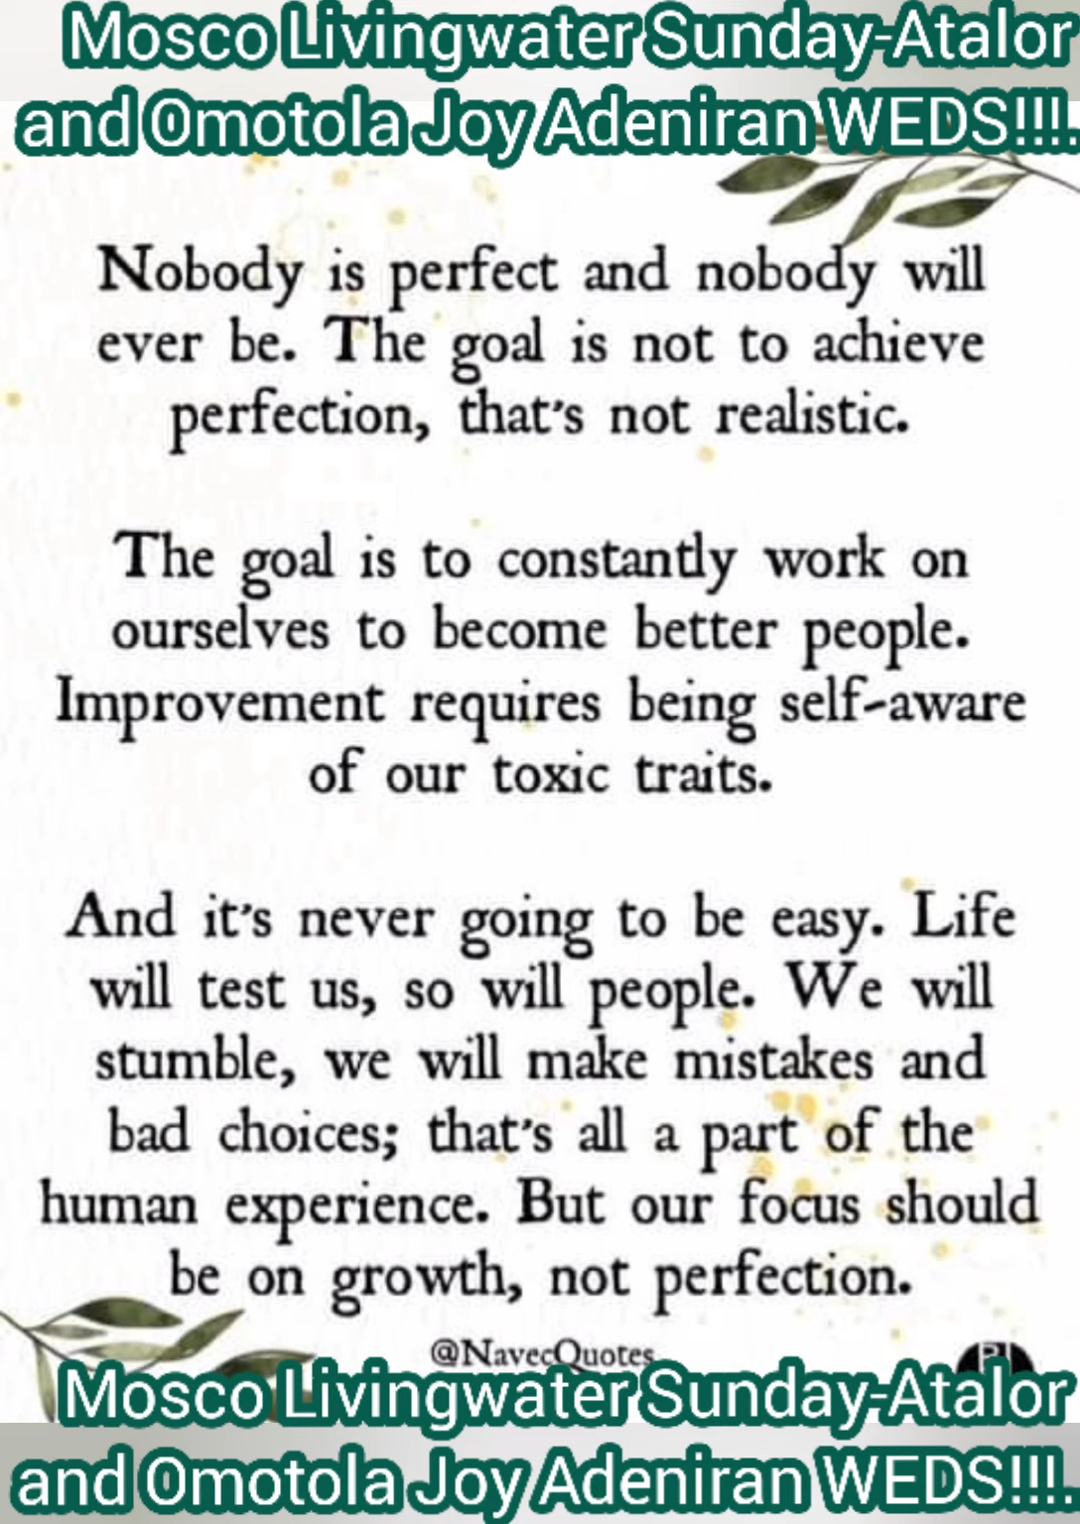 Mosco Livingwater Sunday-Atalor
and Omotola Joy Adeniran WEDS!!!.
Nobody is perfect and nobody will
ever be. The goal is not to achieve
perfection, that's not realistic.
The goal is to constantly work on
ourselves to become better people.
Improvement requires being self-aware
of our toxic traits.
And it's never going to be easy. Life
will test us, so will people. We will
stumble, we will make mistakes and
bad choices; that's all a part of the
human experience. But our focus should
be on growth, not perfection.
@NavecQuotes
Mosco Livingwater Sunday-Atalor
and Omotola Joy Adeniran WEDS!!!.